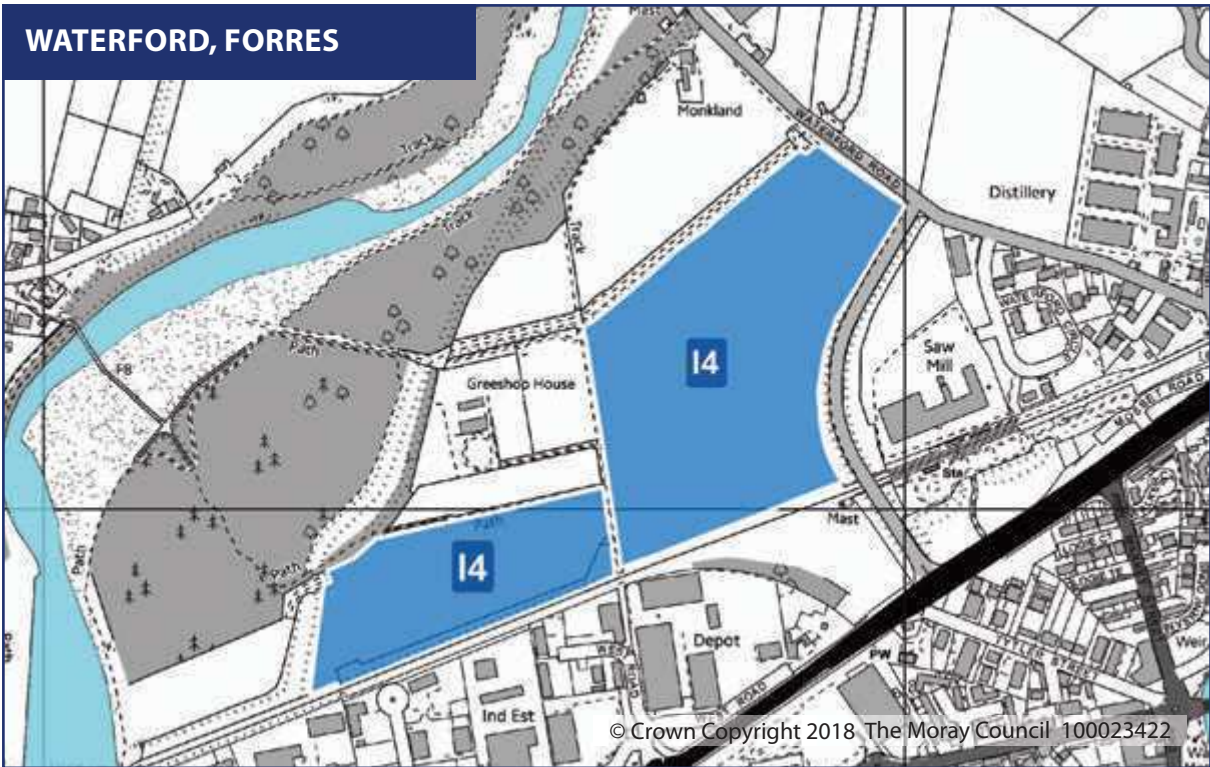 WATERFORD, FORRES
Mast
Monkland
Track
WATERFORD ROAD
Distillery
Track
Track
I4
Saw
Mill
Path
FB
Greeshop House
MOSSET ROAD
Sta
Mast
Path
I4
Path
Path
Depot
PW
Weir
ROAD
Ind Est
© Crown Copyright 2018 The Moray Council 100023422